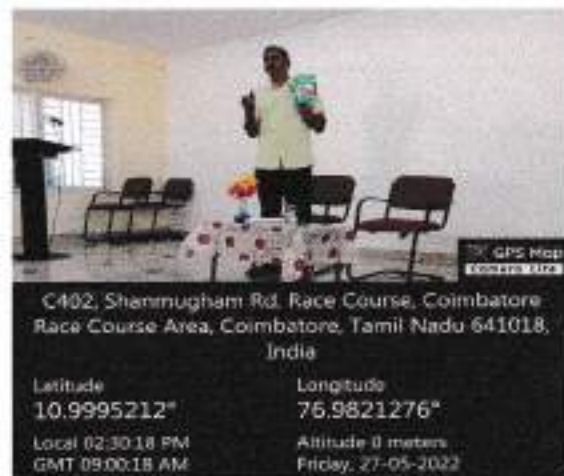 GPS Map
Camera Lite
C402, Shanmugham Rd, Race Course, Coimbatore
Race Course Area, Coimbatore, Tamil Nadu 641018,
India
Latitude
10.9995212°
Longitude
76.9821276°
Local 02:30:18 PM
GMT 09:00:18 AM
Altitude 0 meters
Friday, 27-05-2022